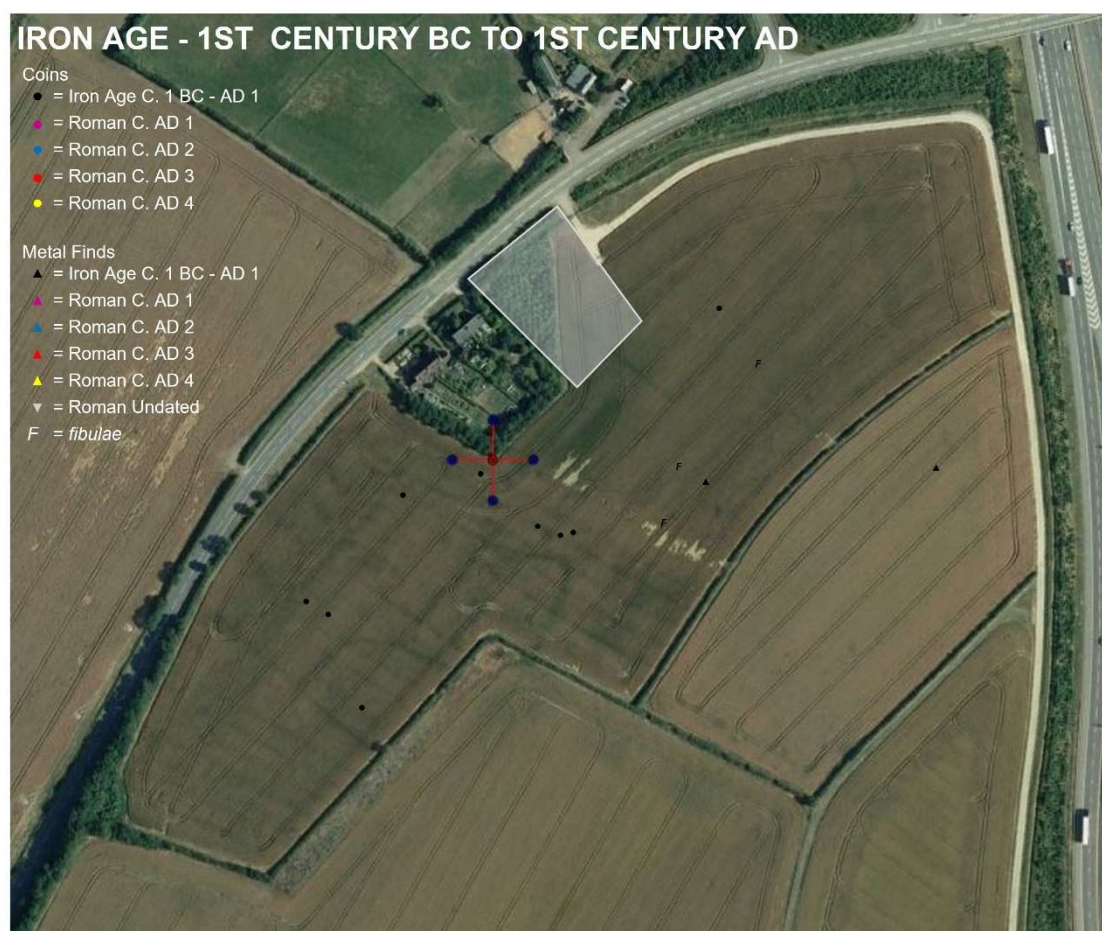 IRON AGE - 1ST CENTURY BC TO 1ST CENTURY AD
Coins
= Iron Age C. 1 BC - AD 1
= Roman C. AD 1
= Roman C. AD 2
= Roman C. AD 3
= Roman C. AD 4
Metal Finds
= Iron Age C. 1 BC - AD 1
= Roman C. AD 1
= Roman C. AD 2
= Roman C. AD 3
= Roman C. AD 4
= Roman Undated
F = fibulae
F
F
F